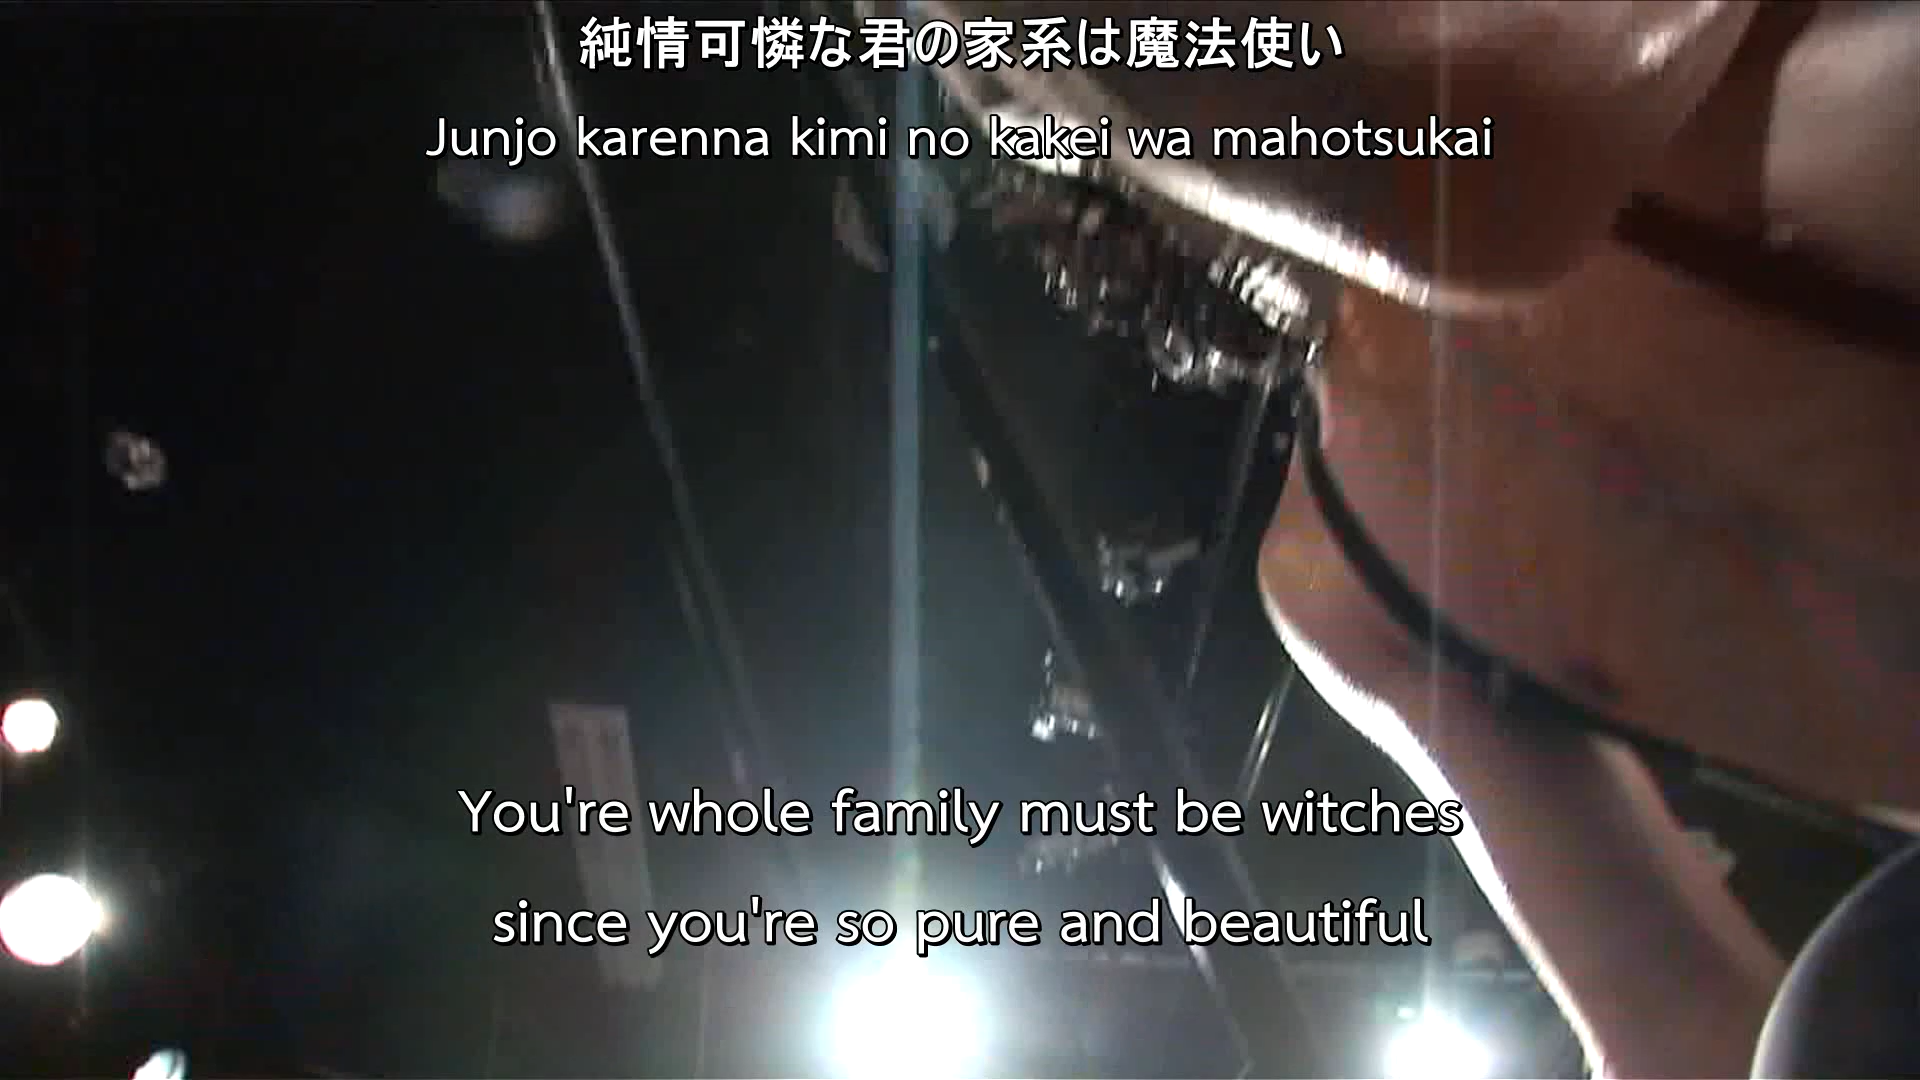 純情可憐な君の家系は魔法使い
Junjo karenna kimi no kakei wa mahotsukai
You're whole family must be witches
since you're so pure and beautiful